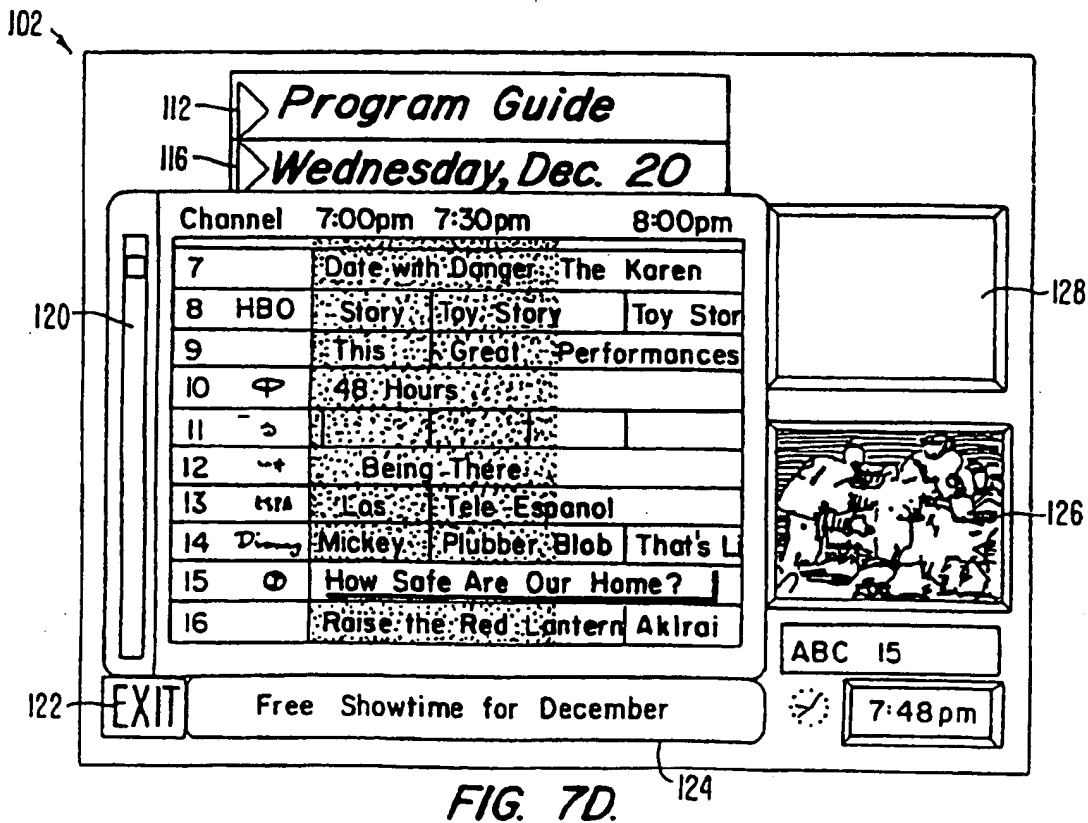 102
112 Program Guide
116 Wednesday, Dec. 20
Channel 7:00pm 7:30pm 8:00pm
7 Date with Danger The Karen
8 HBO Story Toy Story Toy Stor
120
128
9 This Great Performances
10 48 Hours
11
12 Being There
13 Los Tele Espanol
126
14 Mickey Plubber Blob That's Li
15 How Safe Are Our Home?
16 Raise the Red Lantern Akirai
ABC 15
122 EXIT Free Showtime for December 7:48pm
124
FIG. 7D.